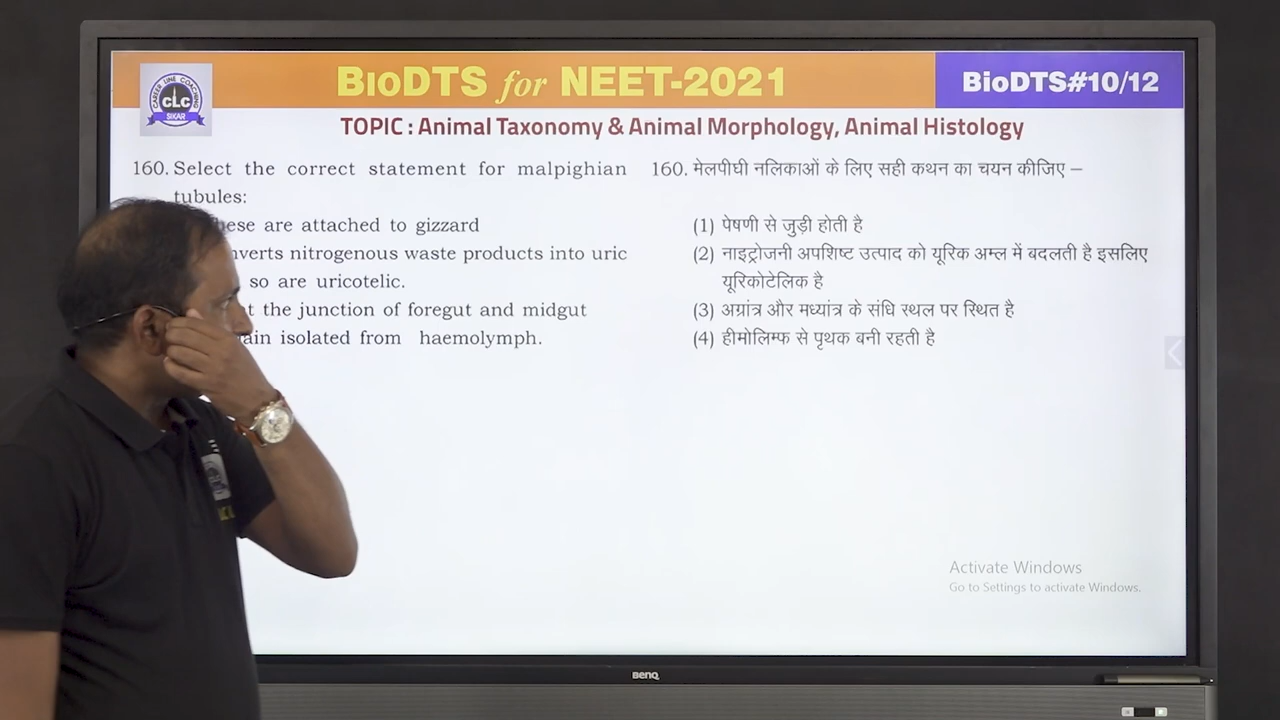 BIODTS for NEET-2021
BioDTS#10/12
CAREER LINE COACHING
CLC
SIKAR
TOPIC : Animal Taxonomy & Animal Morphology, Animal Histology
160. Select the correct statement for malpighian
tubules:
are attached to gizzard
nitrogenous waste products into uric
so are uricotelic.
the junction of foregut and midgut
isolated from haemolymph.
160. मेलपीघी नलिकाओं के लिए सही कथन का चयन कीजिए –
(1) पेषणी से जुड़ी होती है
(2) नाइट्रोजनी अपशिष्ट उत्पाद को यूरिक अम्ल में बदलती है इसलिए
यूरिकोटेलिक है
(3) अग्रांत्र और मध्यांत्र के संधि स्थल पर स्थित है
(4) हीमोलिम्फ से पृथक बनी रहती है
Activate Windows
Go to Settings to activate Windows.
BenQ